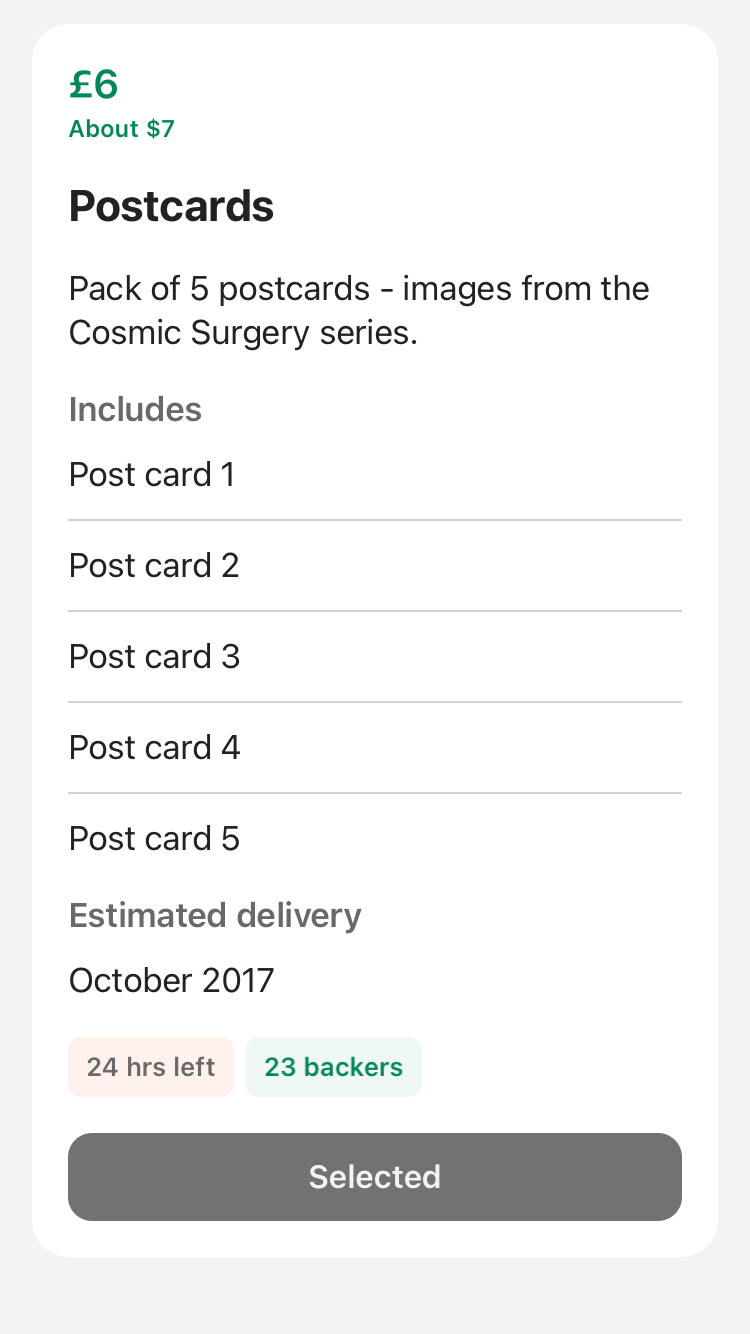 £6
About $7
Postcards
Pack of 5 postcards - images from the
Cosmic Surgery series.
Includes
Post card 1
Post card 2
Post card 3
Post card 4
Post card 5
Estimated delivery
October 2017
24 hrs left
23 backers
Selected